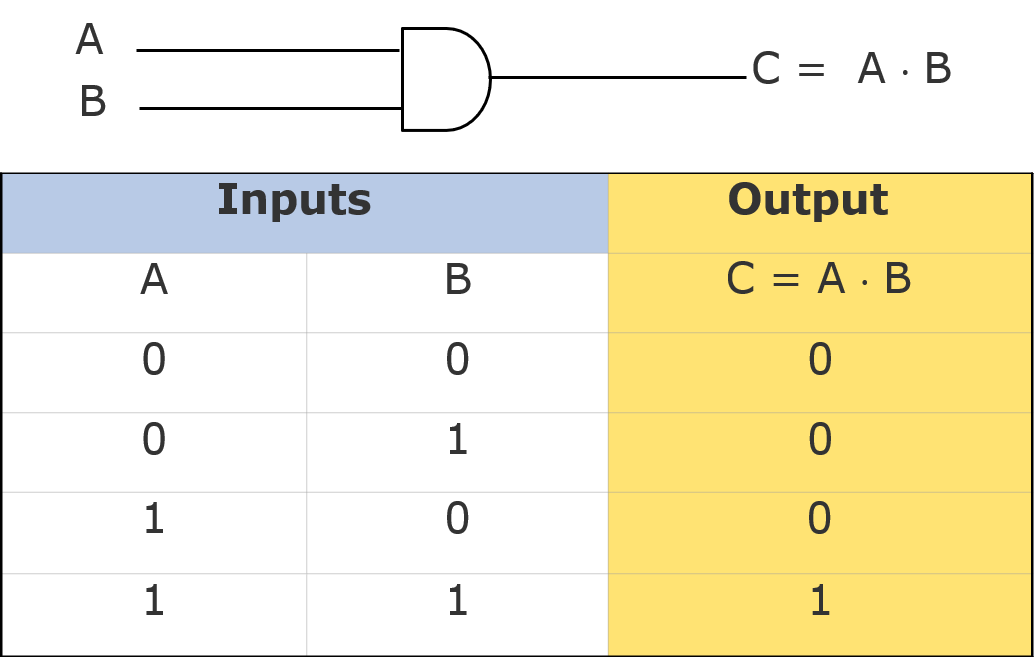 A
B
C = A · B
Inputs Output
A B C = A · B
0 0 0
0 1 0
1 0 0
1 1 1